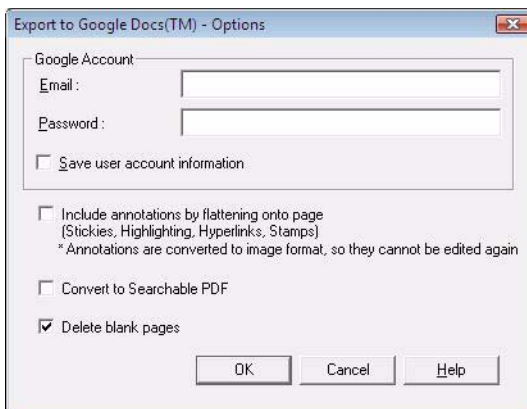 Export to Google Docs(TM) - Options
Google Account
Email :
Password :
Save user account information
Include annotations by flattening onto page
(Stickies, Highlighting, Hyperlinks, Stamps)
* Annotations are converted to image format, so they cannot be edited again
Convert to Searchable PDF
Delete blank pages
OK Cancel Help